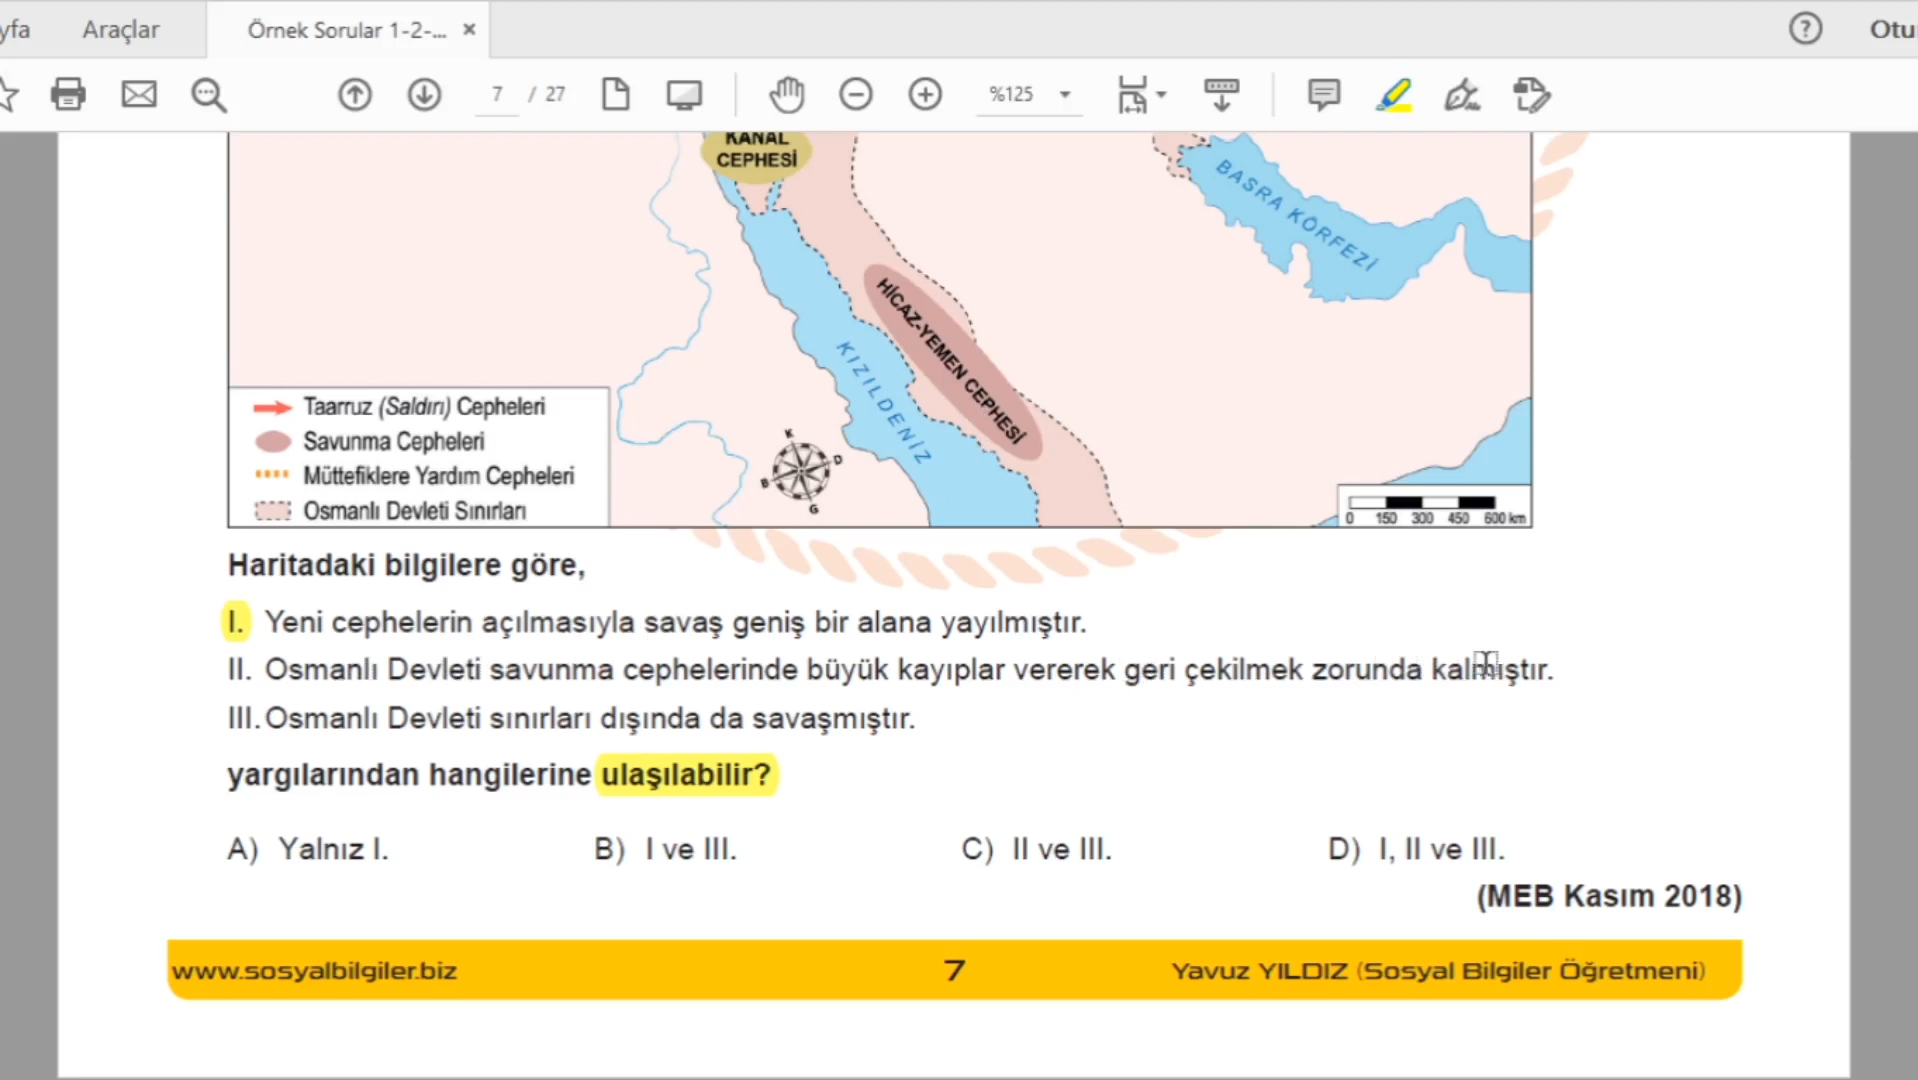 yfa Araçlar Örnek Sorular 1-2-... × ? Otu
7 / 27 %125
KANAL
CEPHESİ
BASRA KÖRFEZİ
HİCAZ-YEMEN CEPHESİ
KIZILDENİZ
Taarruz (Saldırı) Cepheleri
Savunma Cepheleri
Müttefiklere Yardım Cepheleri
Osmanlı Devleti Sınırları
K
D
B
G
0 150 300 450 600 km
Haritadaki bilgilere göre,
I. Yeni cephelerin açılmasıyla savaş geniş bir alana yayılmıştır.
II. Osmanlı Devleti savunma cephelerinde büyük kayıplar vererek geri çekilmek zorunda kalmıştır.
III. Osmanlı Devleti sınırları dışında da savaşmıştır.
yargılarından hangilerine ulaşılabilir?
A) Yalnız I. B) I ve III. C) II ve III. D) I, II ve III.
(MEB Kasım 2018)
www.sosyalbilgiler.biz 7 Yavuz YILDIZ (Sosyal Bilgiler Öğretmeni)